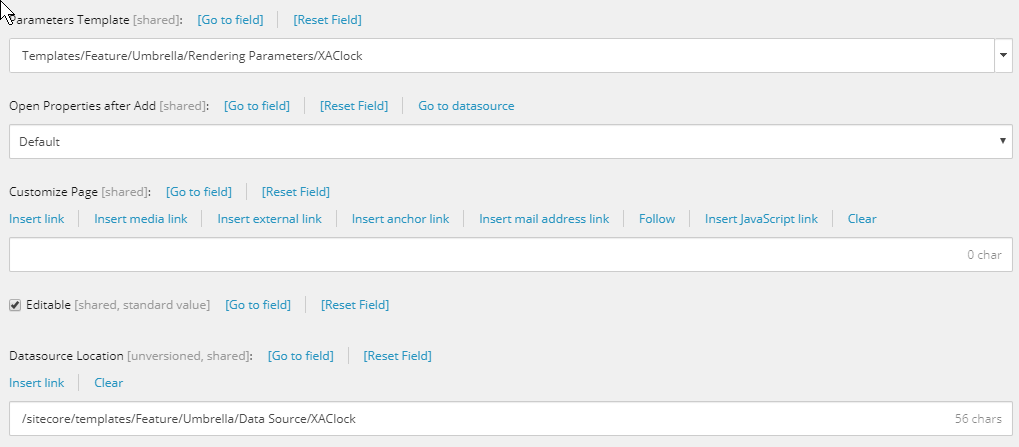 Parameters Template [shared]: [Go to field] [Reset Field]
Templates/Feature/Umbrella/Rendering Parameters/XAClock
Open Properties after Add [shared]: [Go to field] [Reset Field] Go to datasource
Default
Customize Page [shared]: [Go to field] [Reset Field]
Insert link Insert media link Insert external link Insert anchor link Insert mail address link Follow Insert JavaScript link Clear
0 char
Editable [shared, standard value] [Go to field] [Reset Field]
Datasource Location [unversioned, shared]: [Go to field] [Reset Field]
Insert link Clear
/sitecore/templates/Feature/Umbrella/Data Source/XAClock 56 chars